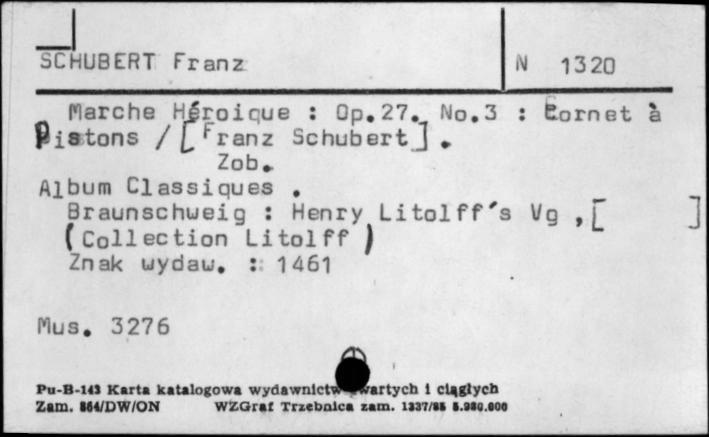 SCHUBERT Franz
N 1320
Marche Héroique : Op.27. No.3 : Cornet à
Pistons / [Franz Schubert] .
Zob.
Album Classiques .
Braunschweig : Henry Litolff's Vg ,[ ]
(Collection Litolff )
Znak wydaw. : 1461
Mus. 3276
Pu-B-143 Karta katalogowa wydawnictw zwartych i ciągłych
Zam. 864/DW/ON WZGraf Trzebnica zam. 1337/85 5.980.000